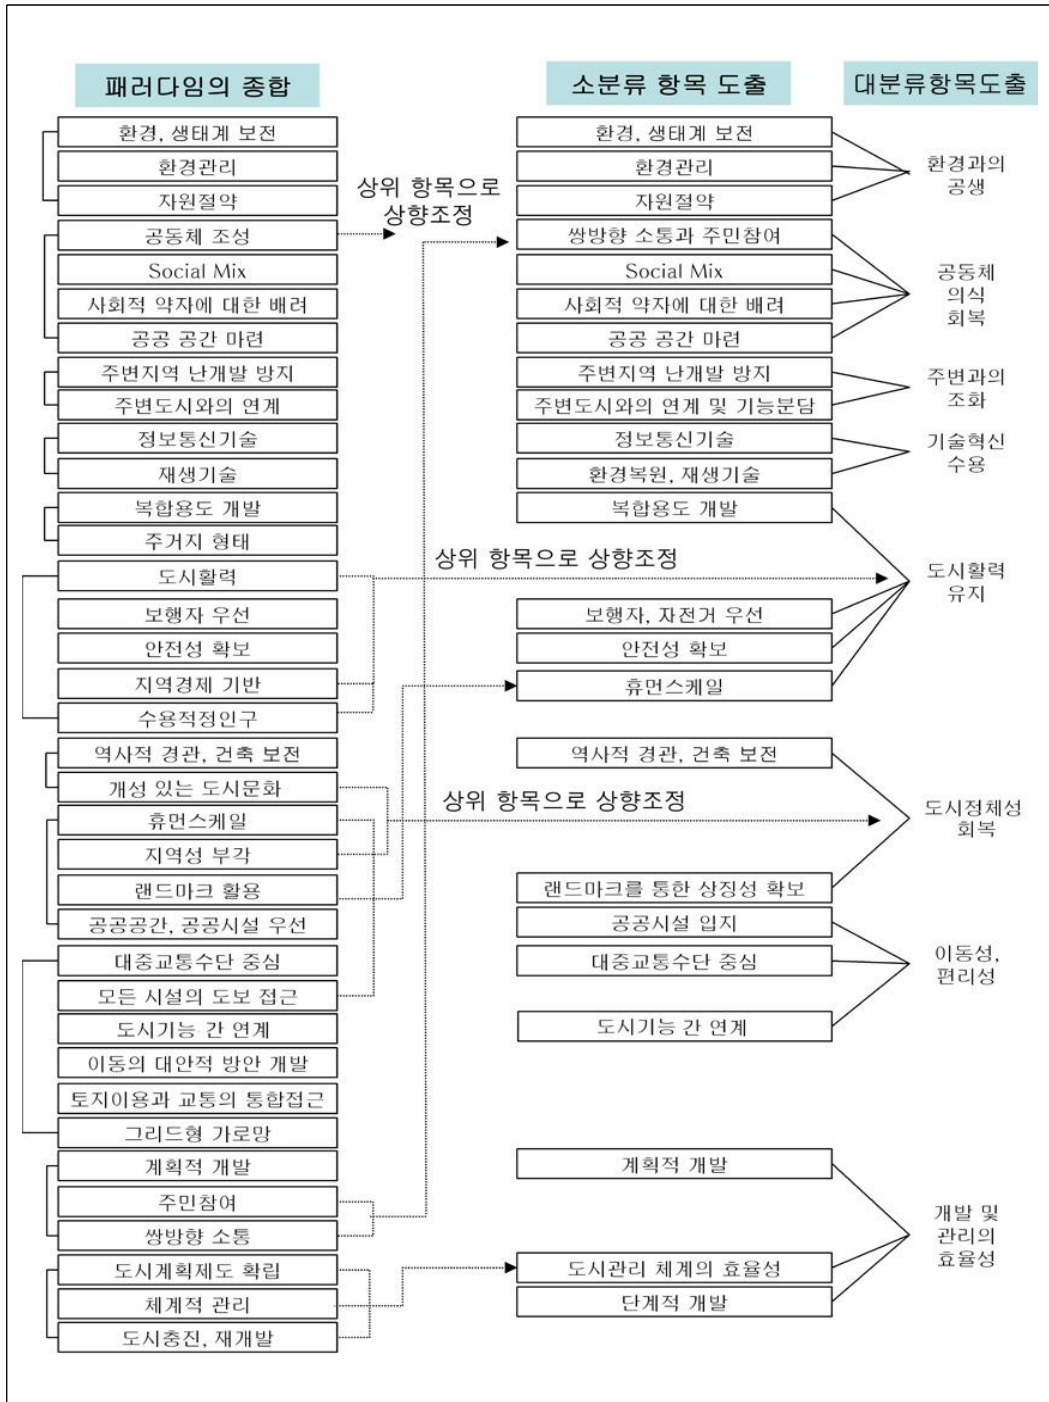 패러다임의 종합
소분류 항목 도출
대분류항목도출
환경, 생태계 보전
환경관리
자원절약
공동체 조성
Social Mix
사회적 약자에 대한 배려
공공 공간 마련
주변지역 난개발 방지
주변도시와의 연계
정보통신기술
재생기술
복합용도 개발
주거지 형태
도시활력
보행자 우선
안전성 확보
지역경제 기반
수용적정인구
역사적 경관, 건축 보전
개성 있는 도시문화
휴먼스케일
지역성 부각
랜드마크 활용
공공공간, 공공시설 우선
대중교통수단 중심
모든 시설의 도보 접근
도시기능 간 연계
이동의 대안적 방안 개발
토지이용과 교통의 통합접근
그리드형 가로망
계획적 개발
주민참여
쌍방향 소통
도시계획제도 확립
체계적 관리
도시충진, 재개발
상위 항목으로
상향조정
상위 항목으로 상향조정
상위 항목으로 상향조정
환경, 생태계 보전
환경관리
자원절약
쌍방향 소통과 주민참여
Social Mix
사회적 약자에 대한 배려
공공 공간 마련
주변지역 난개발 방지
주변도시와의 연계 및 기능분담
정보통신기술
환경복원, 재생기술
복합용도 개발
보행자, 자전거 우선
안전성 확보
휴먼스케일
역사적 경관, 건축 보전
랜드마크를 통한 상징성 확보
공공시설 입지
대중교통수단 중심
도시기능 간 연계
계획적 개발
도시관리 체계의 효율성
단계적 개발
환경과의
공생
공동체
의식
회복
주변과의
조화
기술혁신
수용
도시활력
유지
도시정체성
회복
이동성,
편리성
개발 및
관리의
효율성